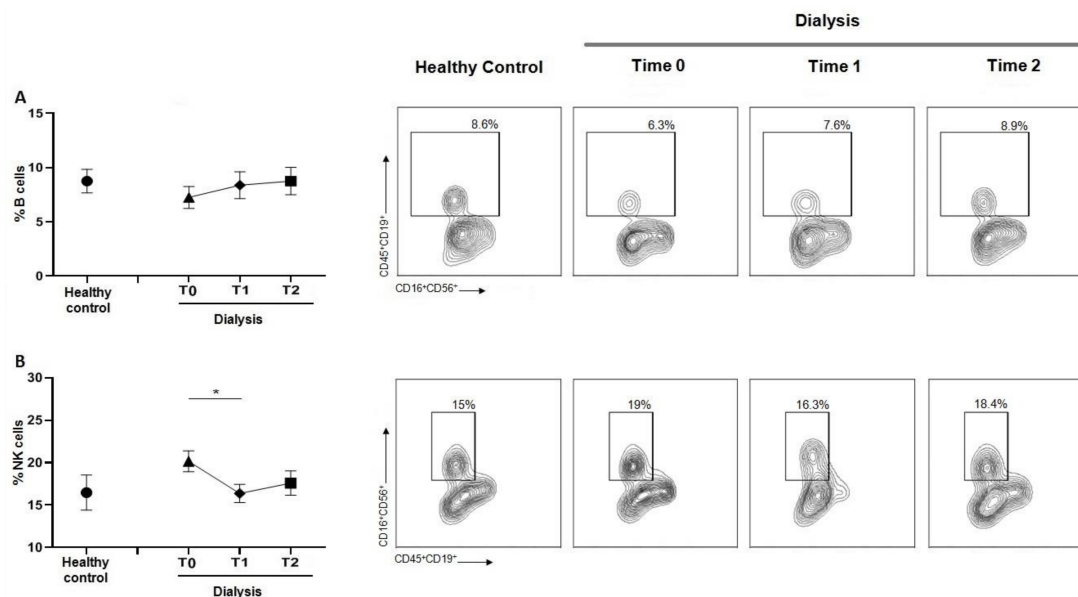 Dialysis
Healthy Control Time 0 Time 1 Time 2
A
15
10
5
0
%B cells
Healthy control
T0 T1 T2
Dialysis
CD45⁺CD19⁺
CD16⁺CD56⁺
8.6%
6.3%
7.6%
8.9%
B
30
25
20
15
10
%NK cells
*
Healthy control
T0 T1 T2
Dialysis
CD16⁺CD56⁺
CD45⁺CD19⁺
15%
19%
16.3%
18.4%